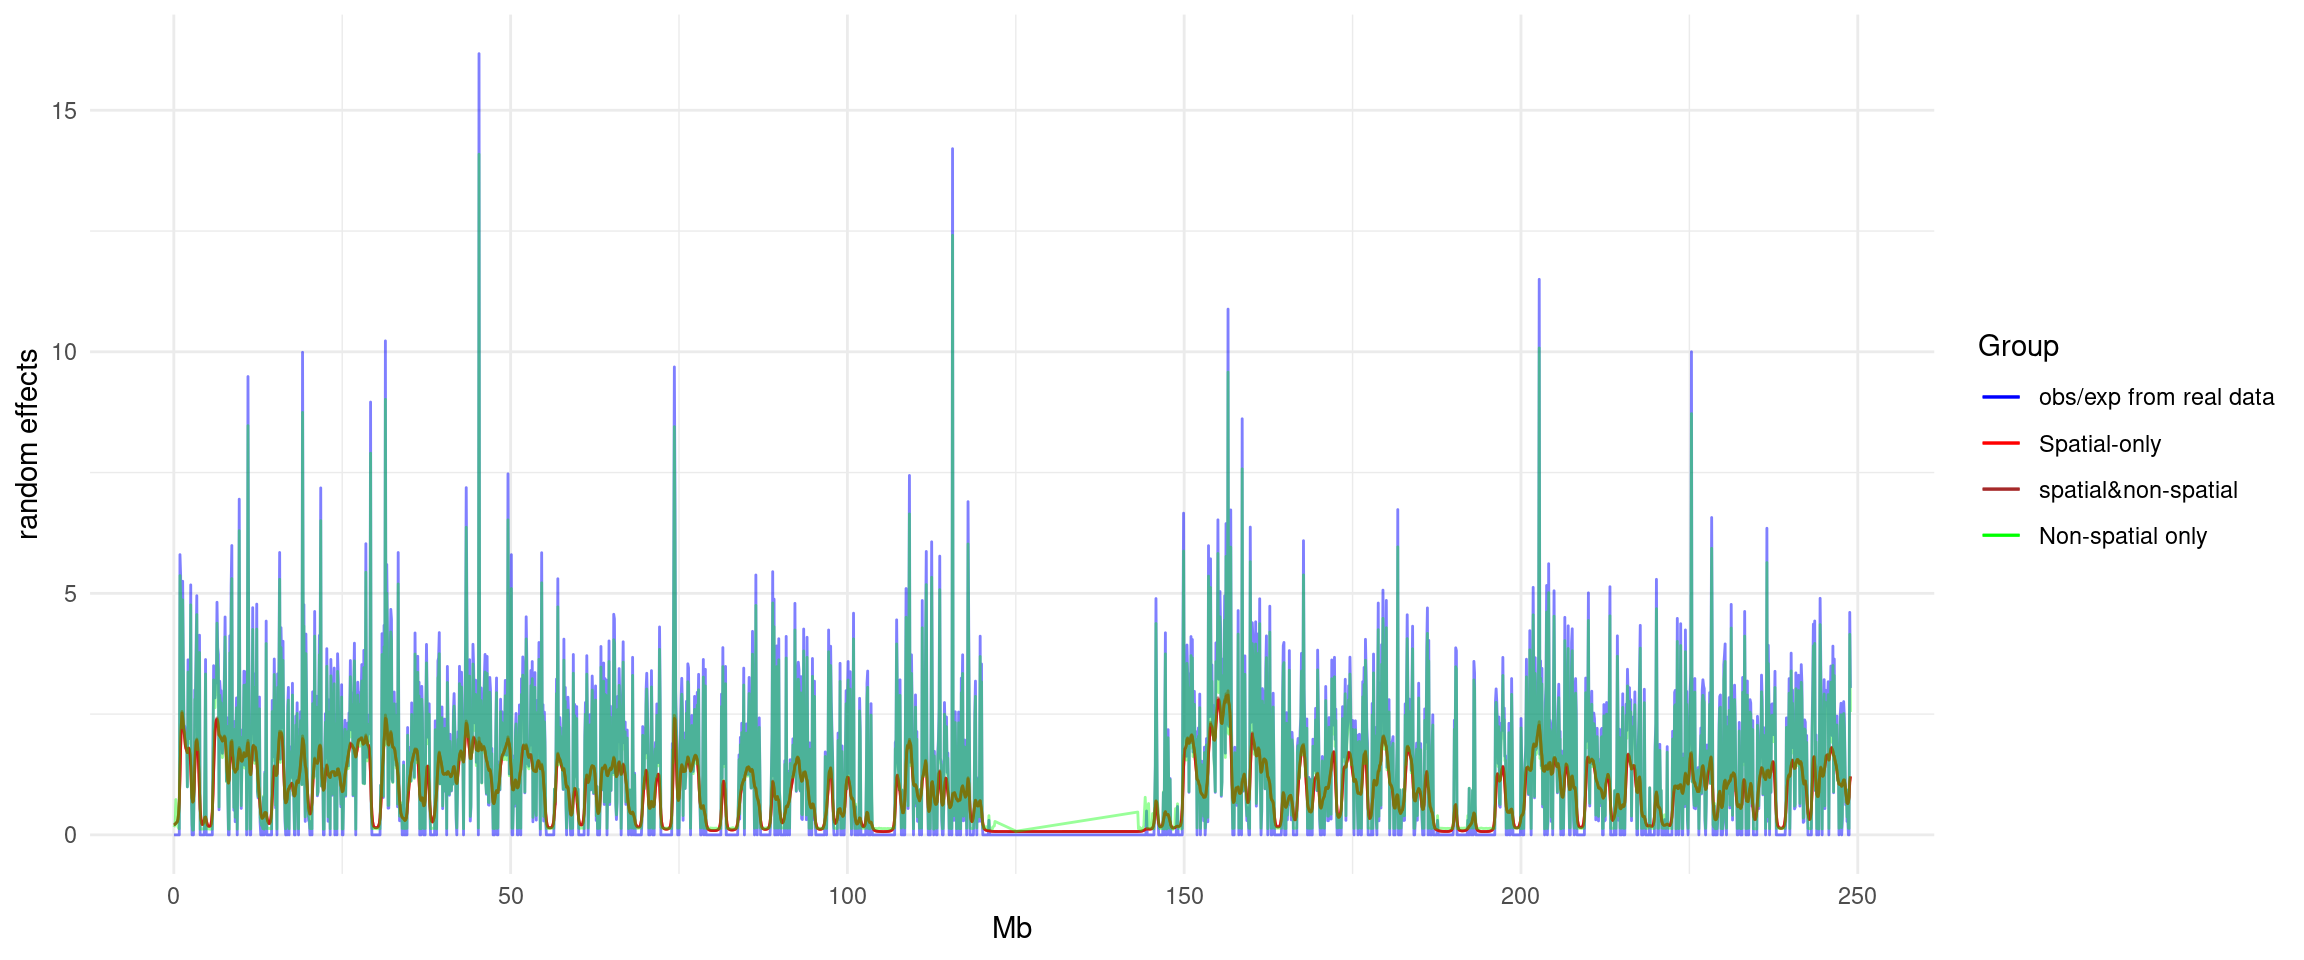 15
10
5
0
random effects
0
50
100
150
200
250
Mb
Group
obs/exp from real data
Spatial-only
spatial&non-spatial
Non-spatial only